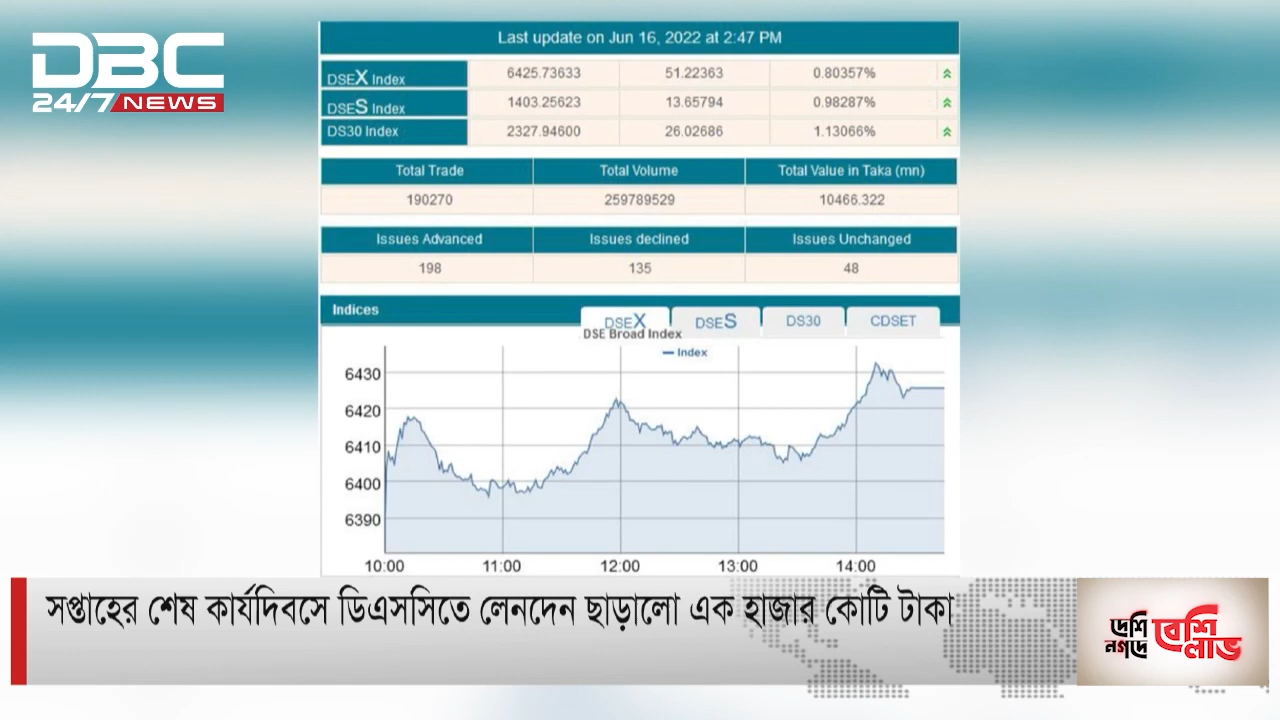 DBC
24/7 NEWS
Last update on Jun 16, 2022 at 2:47 PM
DSEX Index 6425.73633 51.22363 0.80357%
DSES Index 1403.25623 13.65794 0.98287%
DS30 Index 2327.94600 26.02686 1.13066%
Total Trade Total Volume Total Value in Taka (mn)
190270 259789529 10466.322
Issues Advanced Issues declined Issues Unchanged
198 135 48
Indices
DSEX DSES DS30 CDSET
DSE Broad Index
Index
6430
6420
6410
6400
6390
10:00 11:00 12:00 13:00 14:00
সপ্তাহের শেষ কার্যদিবসে ডিএসসিতে লেনদেন ছাড়ালো এক হাজার কোটি টাকা
দেশি
নগদে
বেশি
লাভ